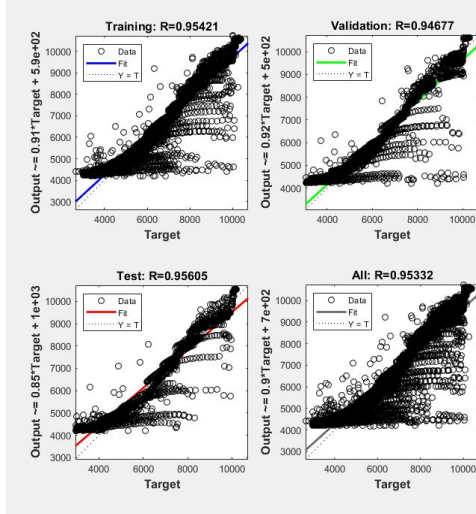 Training: R=0.95421
Output ~= 0.91*Target + 5.9e+02
10000
9000
8000
7000
6000
5000
4000
3000
Data
Fit
Y = T
4000 6000 8000 10000
Target
Validation: R=0.94677
Output ~= 0.92*Target + 5e+02
10000
9000
8000
7000
6000
5000
4000
Data
Fit
Y = T
4000 6000 8000 10000
Target
Test: R=0.95605
Output ~= 0.85*Target + 1e+03
10000
9000
8000
7000
6000
5000
4000
3000
Data
Fit
Y = T
4000 6000 8000 10000
Target
All: R=0.95332
Output ~= 0.9*Target + 7e+02
10000
9000
8000
7000
6000
5000
4000
3000
Data
Fit
Y = T
4000 6000 8000 10000
Target